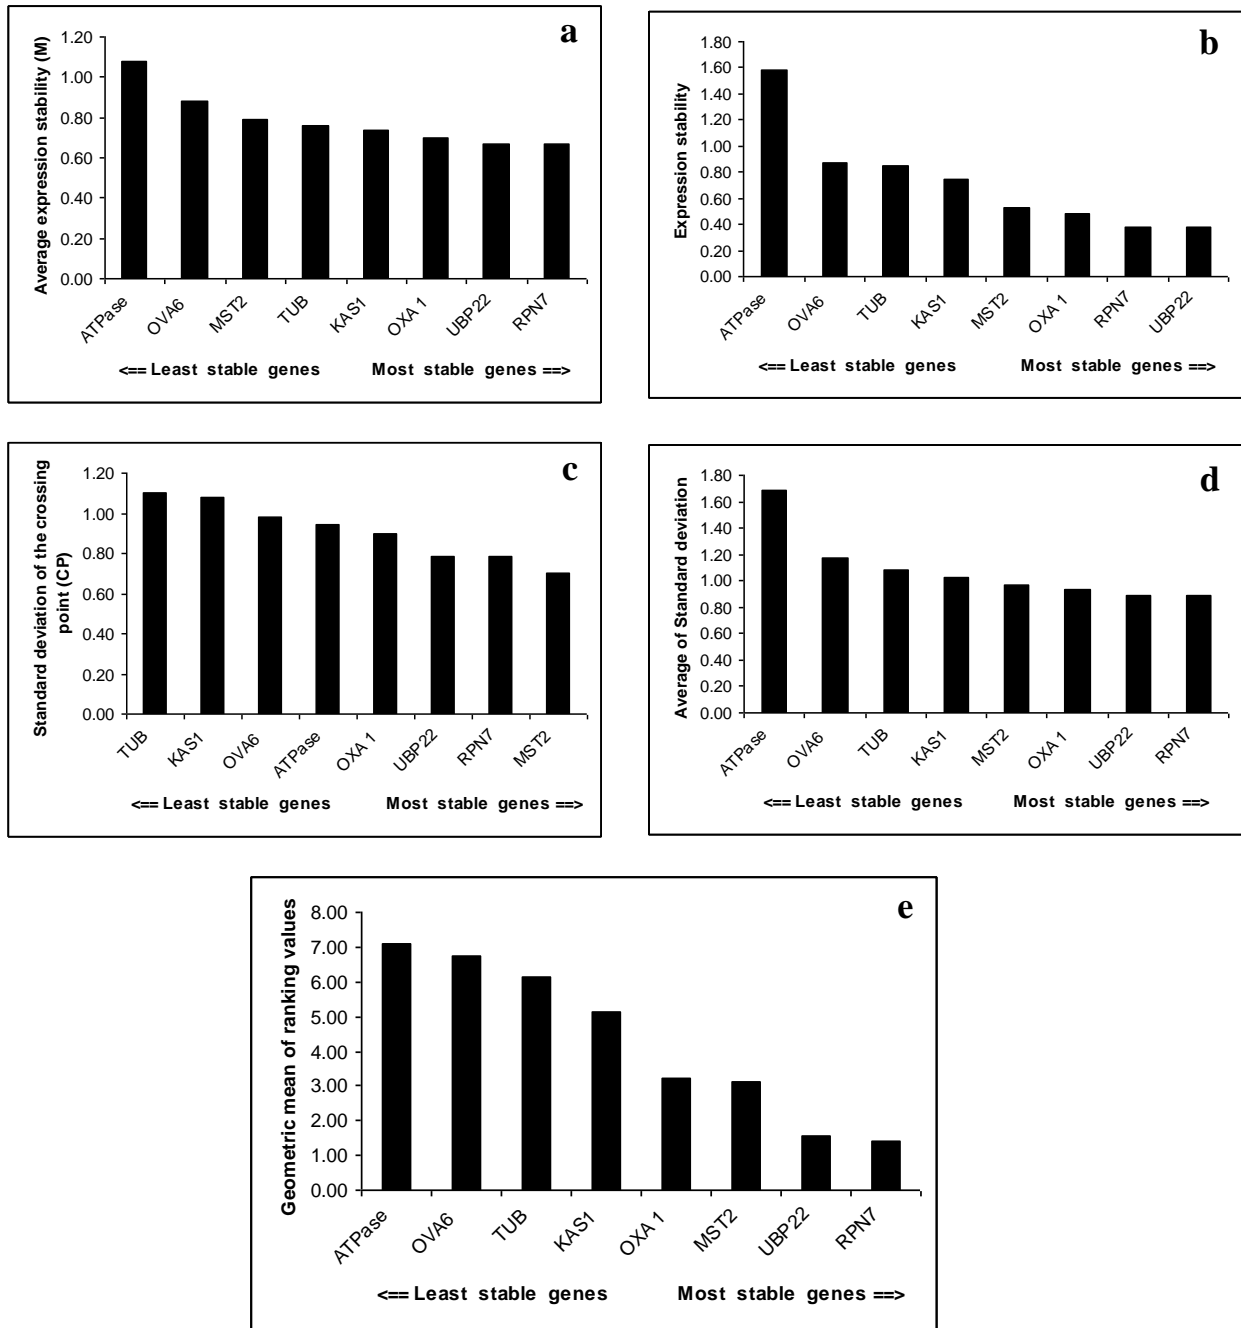 a
Average expression stability (M)
1.20
1.00
0.80
0.60
0.40
0.20
0.00
ATPase
OVA6
MST2
TUB
KAS1
OXA 1
UBP22
RPN7
<== Least stable genes Most stable genes ==>
b
Expression stability
1.80
1.60
1.40
1.20
1.00
0.80
0.60
0.40
0.20
0.00
ATPase
OVA6
TUB
KAS1
MST2
OXA 1
RPN7
UBP22
<== Least stable genes Most stable genes ==>
c
Standard deviation of the crossing
point (CP)
1.20
1.00
0.80
0.60
0.40
0.20
0.00
TUB
KAS1
OVA6
ATPase
OXA 1
UBP22
RPN7
MST2
<== Least stable genes Most stable genes ==>
d
Average of Standard deviation
1.80
1.60
1.40
1.20
1.00
0.80
0.60
0.40
0.20
0.00
ATPase
OVA6
TUB
KAS1
MST2
OXA 1
UBP22
RPN7
<== Least stable genes Most stable genes ==>
e
Geometric mean of ranking values
8.00
7.00
6.00
5.00
4.00
3.00
2.00
1.00
0.00
ATPase
OVA6
TUB
KAS1
OXA 1
MST2
UBP22
RPN7
<== Least stable genes Most stable genes ==>